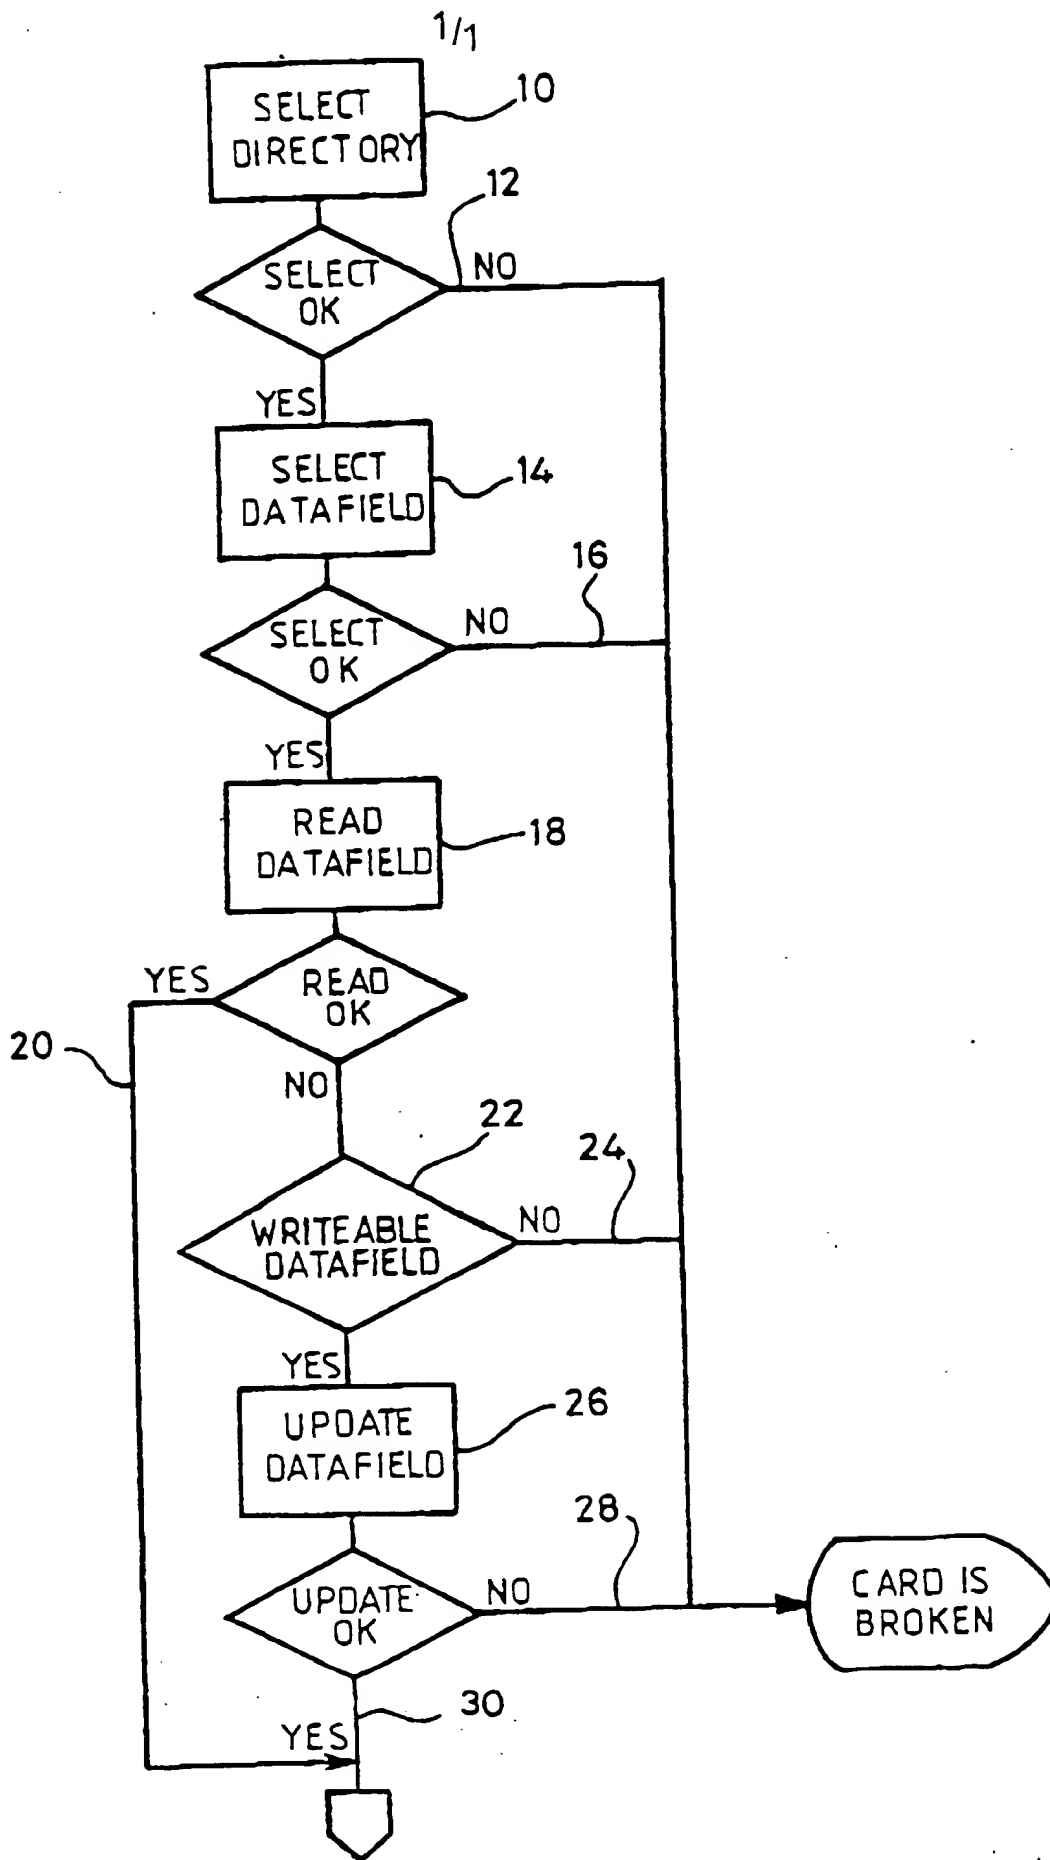 1/1
SELECT
DIRECTORY
10
12
NO
SELECT
OK
YES
SELECT
DATAFIELD
14
16
NO
SELECT
OK
YES
READ
DATAFIELD
18
YES
READ
OK
20
NO
22
24
NO
WRITEABLE
DATAFIELD
YES
UPDATE
DATAFIELD
26
28
NO
UPDATE
OK
CARD IS
BROKEN
30
YES